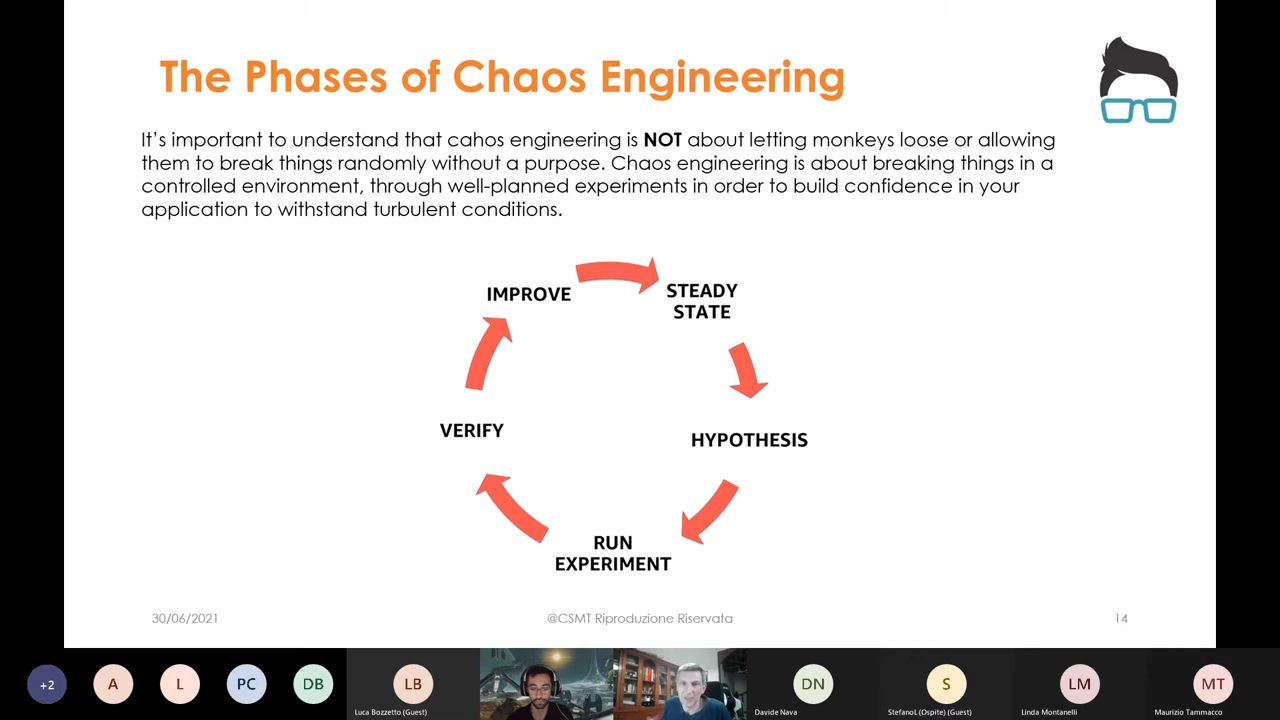 The Phases of Chaos Engineering
It's important to understand that cahos engineering is NOT about letting monkeys loose or allowing
them to break things randomly without a purpose. Chaos engineering is about breaking things in a
controlled environment, through well-planned experiments in order to build confidence in your
application to withstand turbulent conditions.
IMPROVE
STEADY
STATE
HYPOTHESIS
RUN
EXPERIMENT
VERIFY
30/06/2021
@CSMT Riproduzione Riservata
14
+2
A
L
PC
DB
LB
Luca Bozzetto (Guest)
DN
Davide Nava
S
StefanoL (Ospite) (Guest)
LM
Linda Montanelli
MT
Maurizio Tammacco